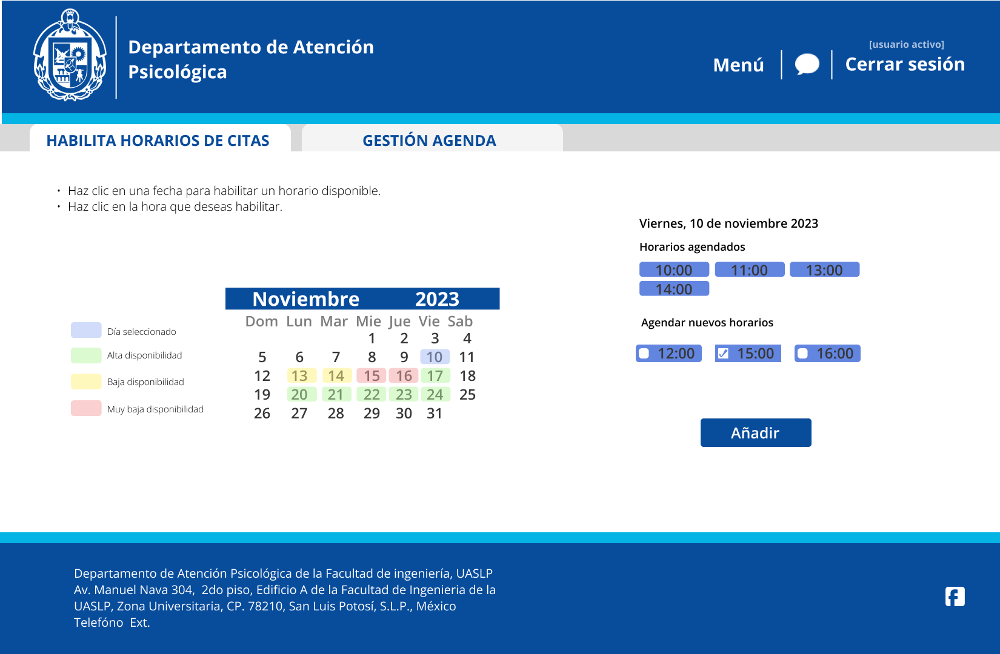 Departamento de Atención
Psicológica
[usuario activo]
Menú
Cerrar sesión
HABILITA HORARIOS DE CITAS
GESTIÓN AGENDA
• Haz clic en una fecha para habilitar un horario disponible.
• Haz clic en la hora que deseas habilitar.
Noviembre 2023
Dom Lun Mar Mie Jue Vie Sab
1 2 3 4
5 6 7 8 9 10 11
12 13 14 15 16 17 18
19 20 21 22 23 24 25
26 27 28 29 30 31
Día seleccionado
Alta disponibilidad
Baja disponibilidad
Muy baja disponibilidad
Viernes, 10 de noviembre 2023
Horarios agendados
10:00 11:00 13:00
14:00
Agendar nuevos horarios
12:00 15:00 16:00
Añadir
Departamento de Atención Psicológica de la Facultad de ingeniería, UASLP
Av. Manuel Nava 304, 2do piso, Edificio A de la Facultad de Ingenieria de la
UASLP, Zona Universitaria, CP. 78210, San Luis Potosí, S.L.P., México
Telefóno Ext.